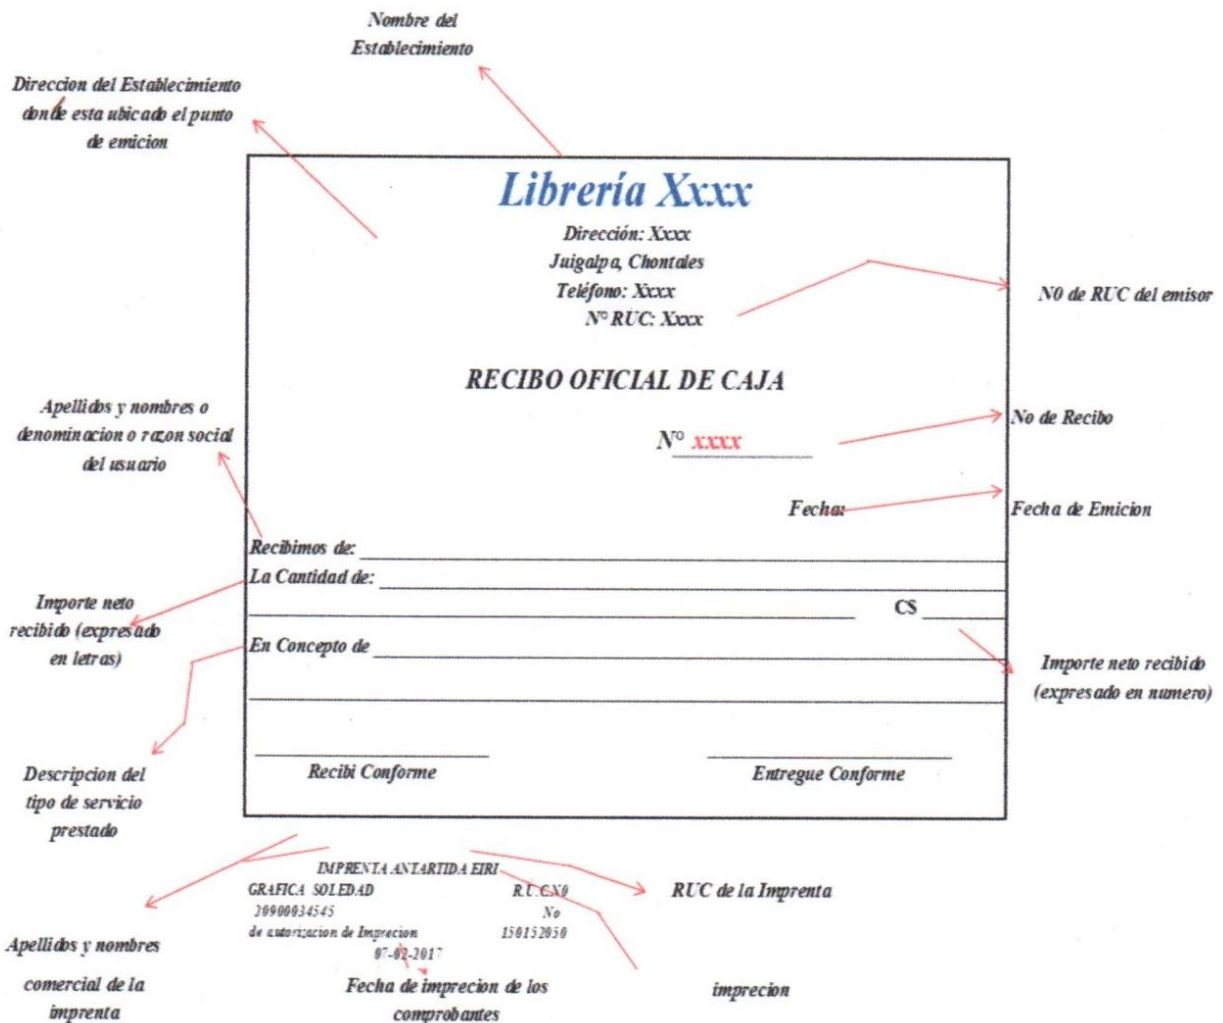 Nombre del
Establecimiento
Direccion del Establecimiento
donde esta ubicado el punto
de emicion
Librería Xxxx
Dirección: Xxxx
Juigalpa, Chontales
Teléfono: Xxxx
N° RUC: Xxxx
N0 de RUC del emisor
RECIBO OFICIAL DE CAJA
Apellidos y nombres o
denominacion o razon social
del usuario
N° xxxx
No de Recibo
Fecha:
Fecha de Emicion
Recibimos de:
La Cantidad de:
C$
Importe neto
recibido (expresado
en letras)
En Concepto de
Importe neto recibido
(expresado en numero)
Recibi Conforme
Entregue Conforme
Descripcion del
tipo de servicio
prestado
IMPRENTA ANTARTIDA EIRI
GRAFICA SOLEDAD R.U.C.N0
20900034545 No
de autorizacion de Imprecion 150152050
07-02-2017
RUC de la Imprenta
Apellidos y nombres
comercial de la
imprenta
Fecha de imprecion de los
comprobantes
imprecion